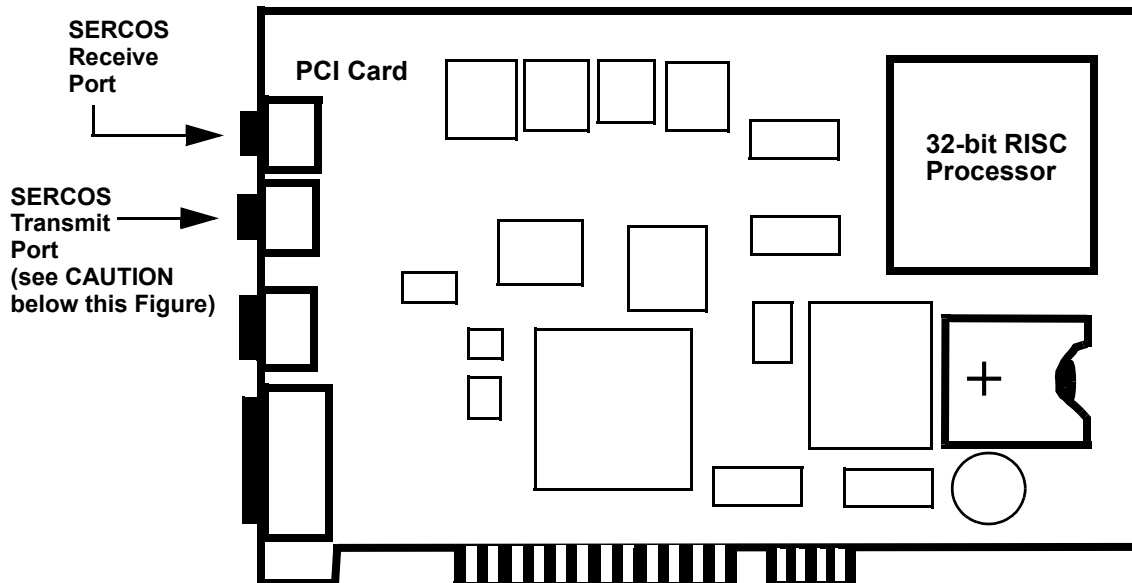 SERCOS
Receive
Port
PCI Card
32-bit RISC
Processor
SERCOS
Transmit
Port
(see CAUTION
below this Figure)
+